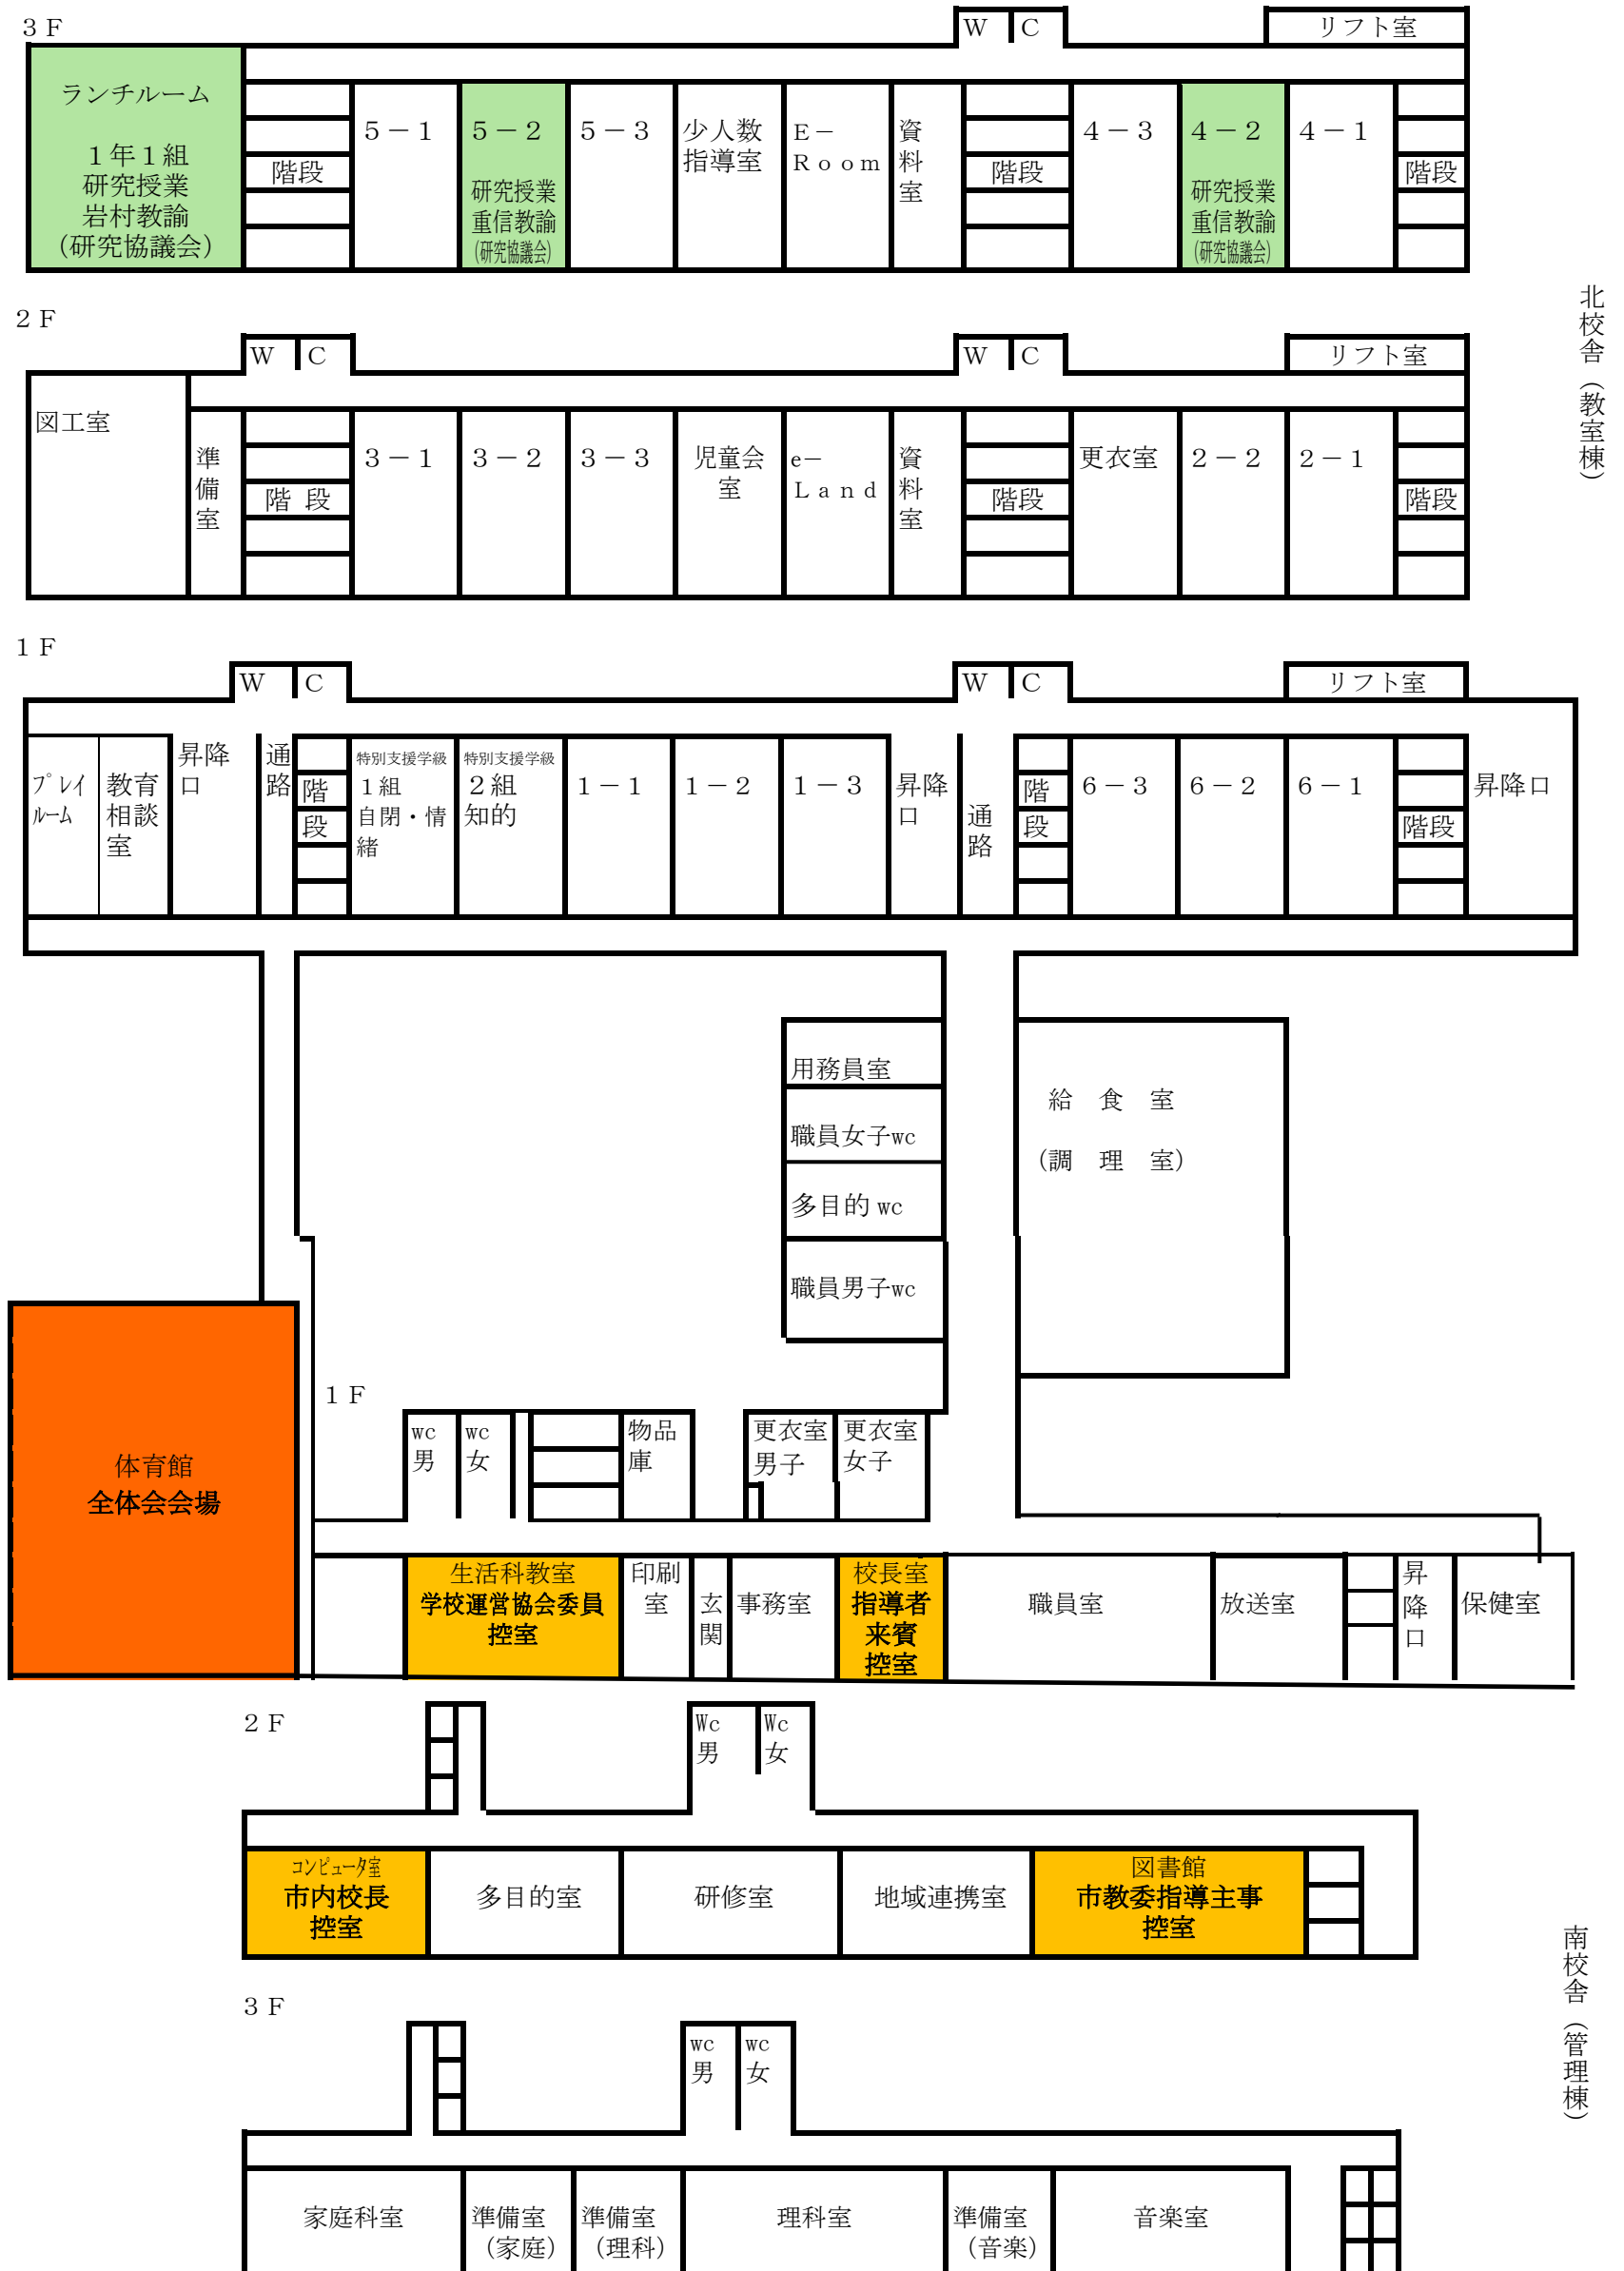 ３Ｆ
Ｗ Ｃ
リフト室
ランチルーム
１年１組
研究授業
岩村教諭
（研究協議会）
階段
５－１
５－２
研究授業
重信教諭
（研究協議会）
５－３
少人数
指導室
Ｅ－
Ｒｏｏｍ
資料室
階段
４－３
４－２
研究授業
重信教諭
（研究協議会）
４－１
階段
北校舎（教室棟）
２Ｆ
Ｗ Ｃ
Ｗ Ｃ
リフト室
図工室
準備室
階 段
３－１
３－２
３－３
児童会
室
e－
Ｌａｎｄ
資料室
階段
更衣室
２－２
２－１
階段
１Ｆ
Ｗ Ｃ
Ｗ Ｃ
リフト室
プレイ
ルーム
教育
相談
室
昇降
口
通路
階
段
特別支援学級
１組
自閉・情
緒
特別支援学級
２組
知的
１－１
１－２
１－３
昇降
口
通路
階
段
６－３
６－２
６－１
階段
昇降口
用務員室
職員女子wc
多目的 wc
職員男子wc
給　食　室
（調　理　室）
体育館
全体会会場
１Ｆ
wc
男
wc
女
物品
庫
更衣室
男子
更衣室
女子
生活科教室
学校運営協会委員
控室
印刷
室
玄関
事務室
校長室
指導者
来賓
控室
職員室
放送室
昇降口
保健室
２Ｆ
Wc
男
Wc
女
コンピュータ室
市内校長
控室
多目的室
研修室
地域連携室
図書館
市教委指導主事
控室
南校舎（管理棟）
３Ｆ
wc
男
wc
女
家庭科室
準備室
（家庭）
準備室
（理科）
理科室
準備室
（音楽）
音楽室